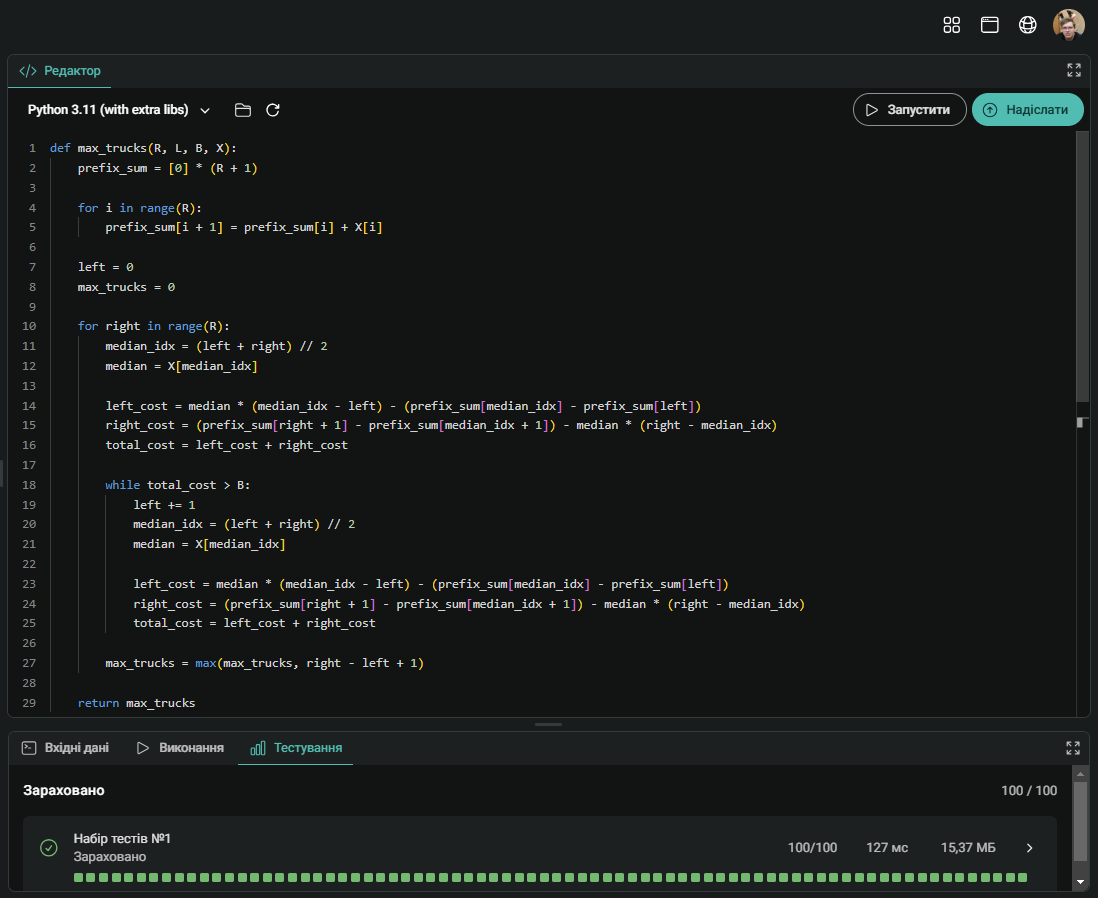 </> Редактор
Python 3.11 (with extra libs) Запустити Надіслати
1 def max_trucks(R, L, B, X):
2     prefix_sum = [0] * (R + 1)
3
4     for i in range(R):
5         prefix_sum[i + 1] = prefix_sum[i] + X[i]
6
7     left = 0
8     max_trucks = 0
9
10     for right in range(R):
11         median_idx = (left + right) // 2
12         median = X[median_idx]
13
14         left_cost = median * (median_idx - left) - (prefix_sum[median_idx] - prefix_sum[left])
15         right_cost = (prefix_sum[right + 1] - prefix_sum[median_idx + 1]) - median * (right - median_idx)
16         total_cost = left_cost + right_cost
17
18         while total_cost > B:
19             left += 1
20             median_idx = (left + right) // 2
21             median = X[median_idx]
22
23             left_cost = median * (median_idx - left) - (prefix_sum[median_idx] - prefix_sum[left])
24             right_cost = (prefix_sum[right + 1] - prefix_sum[median_idx + 1]) - median * (right - median_idx)
25             total_cost = left_cost + right_cost
26
27         max_trucks = max(max_trucks, right - left + 1)
28
29     return max_trucks
Вхідні дані Виконання Тестування
Зараховано 100 / 100
Набір тестів №1
Зараховано
100/100 127 мс 15,37 МБ